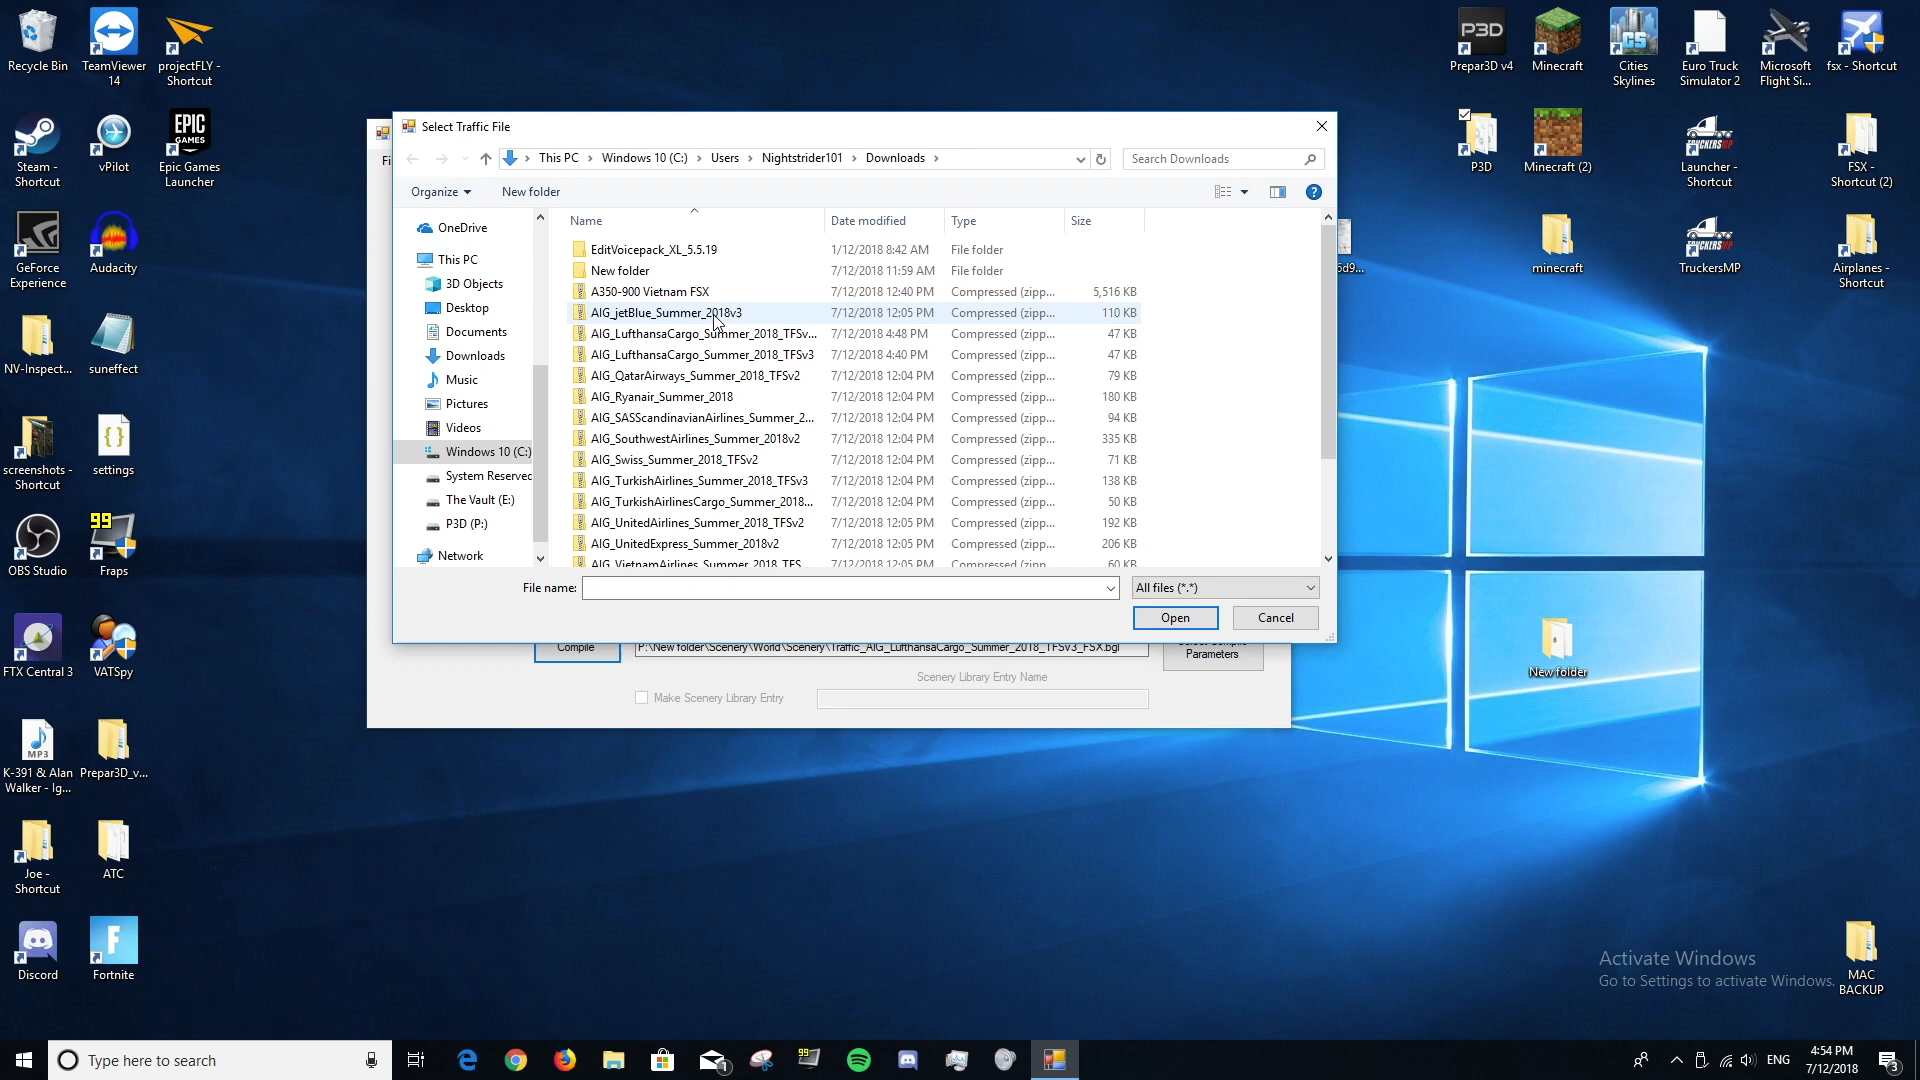 Recycle Bin
TeamViewer
14
projectFLY -
Shortcut
Steam -
Shortcut
vPilot
Epic Games
Launcher
EPIC
GAMES
GeForce
Experience
Audacity
NV-Inspect...
suneffect
screenshots -
Shortcut
settings
OBS Studio
99
Fraps
FTX Central 3
VATSpy
MP3
K-391 & Alan
Walker - Ig...
Prepar3D_v...
Joe -
Shortcut
ATC
Discord
Fortnite
Select Traffic File
This PC
Windows 10 (C:)
Users
Nightstrider101
Downloads
Search Downloads
Fi
Organize
New folder
OneDrive
This PC
3D Objects
Desktop
Documents
Downloads
Music
Pictures
Videos
Windows 10 (C:)
System Reserved
The Vault (E:)
P3D (P:)
Network
Name Date modified Type Size
EditVoicepack_XL_5.5.19 1/12/2018 8:42 AM File folder
New folder 7/12/2018 11:59 AM File folder
A350-900 Vietnam FSX 7/12/2018 12:40 PM Compressed (zipp... 5,516 KB
AIG_jetBlue_Summer_2018v3 7/12/2018 12:05 PM Compressed (zipp... 110 KB
AIG_LufthansaCargo_Summer_2018_TFSv... 7/12/2018 4:48 PM Compressed (zipp... 47 KB
AIG_LufthansaCargo_Summer_2018_TFSv3 7/12/2018 4:40 PM Compressed (zipp... 47 KB
AIG_QatarAirways_Summer_2018_TFSv2 7/12/2018 12:04 PM Compressed (zipp... 79 KB
AIG_Ryanair_Summer_2018 7/12/2018 12:04 PM Compressed (zipp... 180 KB
AIG_SASScandinavianAirlines_Summer_2... 7/12/2018 12:04 PM Compressed (zipp... 94 KB
AIG_SouthwestAirlines_Summer_2018v2 7/12/2018 12:04 PM Compressed (zipp... 335 KB
AIG_Swiss_Summer_2018_TFSv2 7/12/2018 12:04 PM Compressed (zipp... 71 KB
AIG_TurkishAirlines_Summer_2018_TFSv3 7/12/2018 12:04 PM Compressed (zipp... 138 KB
AIG_TurkishAirlinesCargo_Summer_2018... 7/12/2018 12:04 PM Compressed (zipp... 50 KB
AIG_UnitedAirlines_Summer_2018_TFSv2 7/12/2018 12:05 PM Compressed (zipp... 192 KB
AIG_UnitedExpress_Summer_2018v2 7/12/2018 12:05 PM Compressed (zipp... 206 KB
AIG_VietnamAirlines_Summer_2018_TFS... 7/12/2018 12:05 PM Compressed (zipp... 60 KB
File name:
All files (*.*)
Open
Cancel
Compile
P:\New folder\Scenery\World\Scenery\Traffic_AIG_LufthansaCargo_Summer_2018_TFSv3_FSX.bgl
Select Compile
Parameters
Scenery Library Entry Name
Make Scenery Library Entry
P3D
Prepar3D v4
Minecraft
CS
Cities
Skylines
Euro Truck
Simulator 2
Microsoft
Flight Si...
fsx - Shortcut
P3D
Minecraft (2)
TRUCKERSMP
Launcher -
Shortcut
FSX -
Shortcut (2)
6d9...
minecraft
TRUCKERSMP
TruckersMP
Airplanes -
Shortcut
New folder
Activate Windows
Go to Settings to activate Windows.
MAC
BACKUP
Type here to search
1
99
ENG
4:54 PM
7/12/2018
3